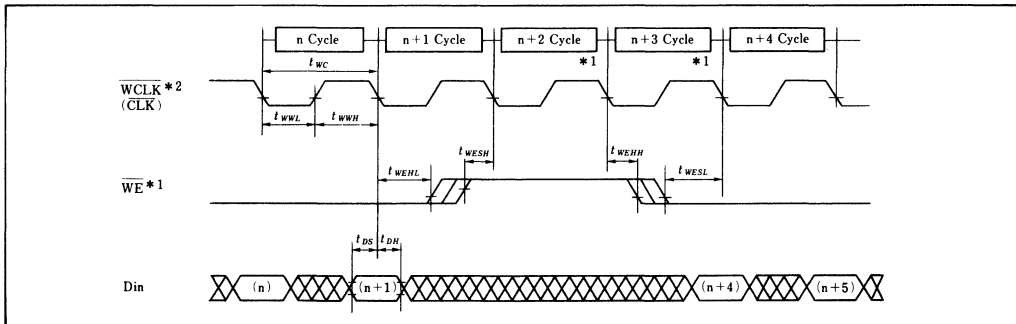 n Cycle n+1 Cycle n+2 Cycle n+3 Cycle n+4 Cycle
*1 *1
t_WC
WCLK *2
(CLK)
t_WWL t_WWH
t_WESH t_WEHH
t_WEHL t_WESL
WE *1
t_DS t_DH
Din (n) (n+1) (n+4) (n+5)